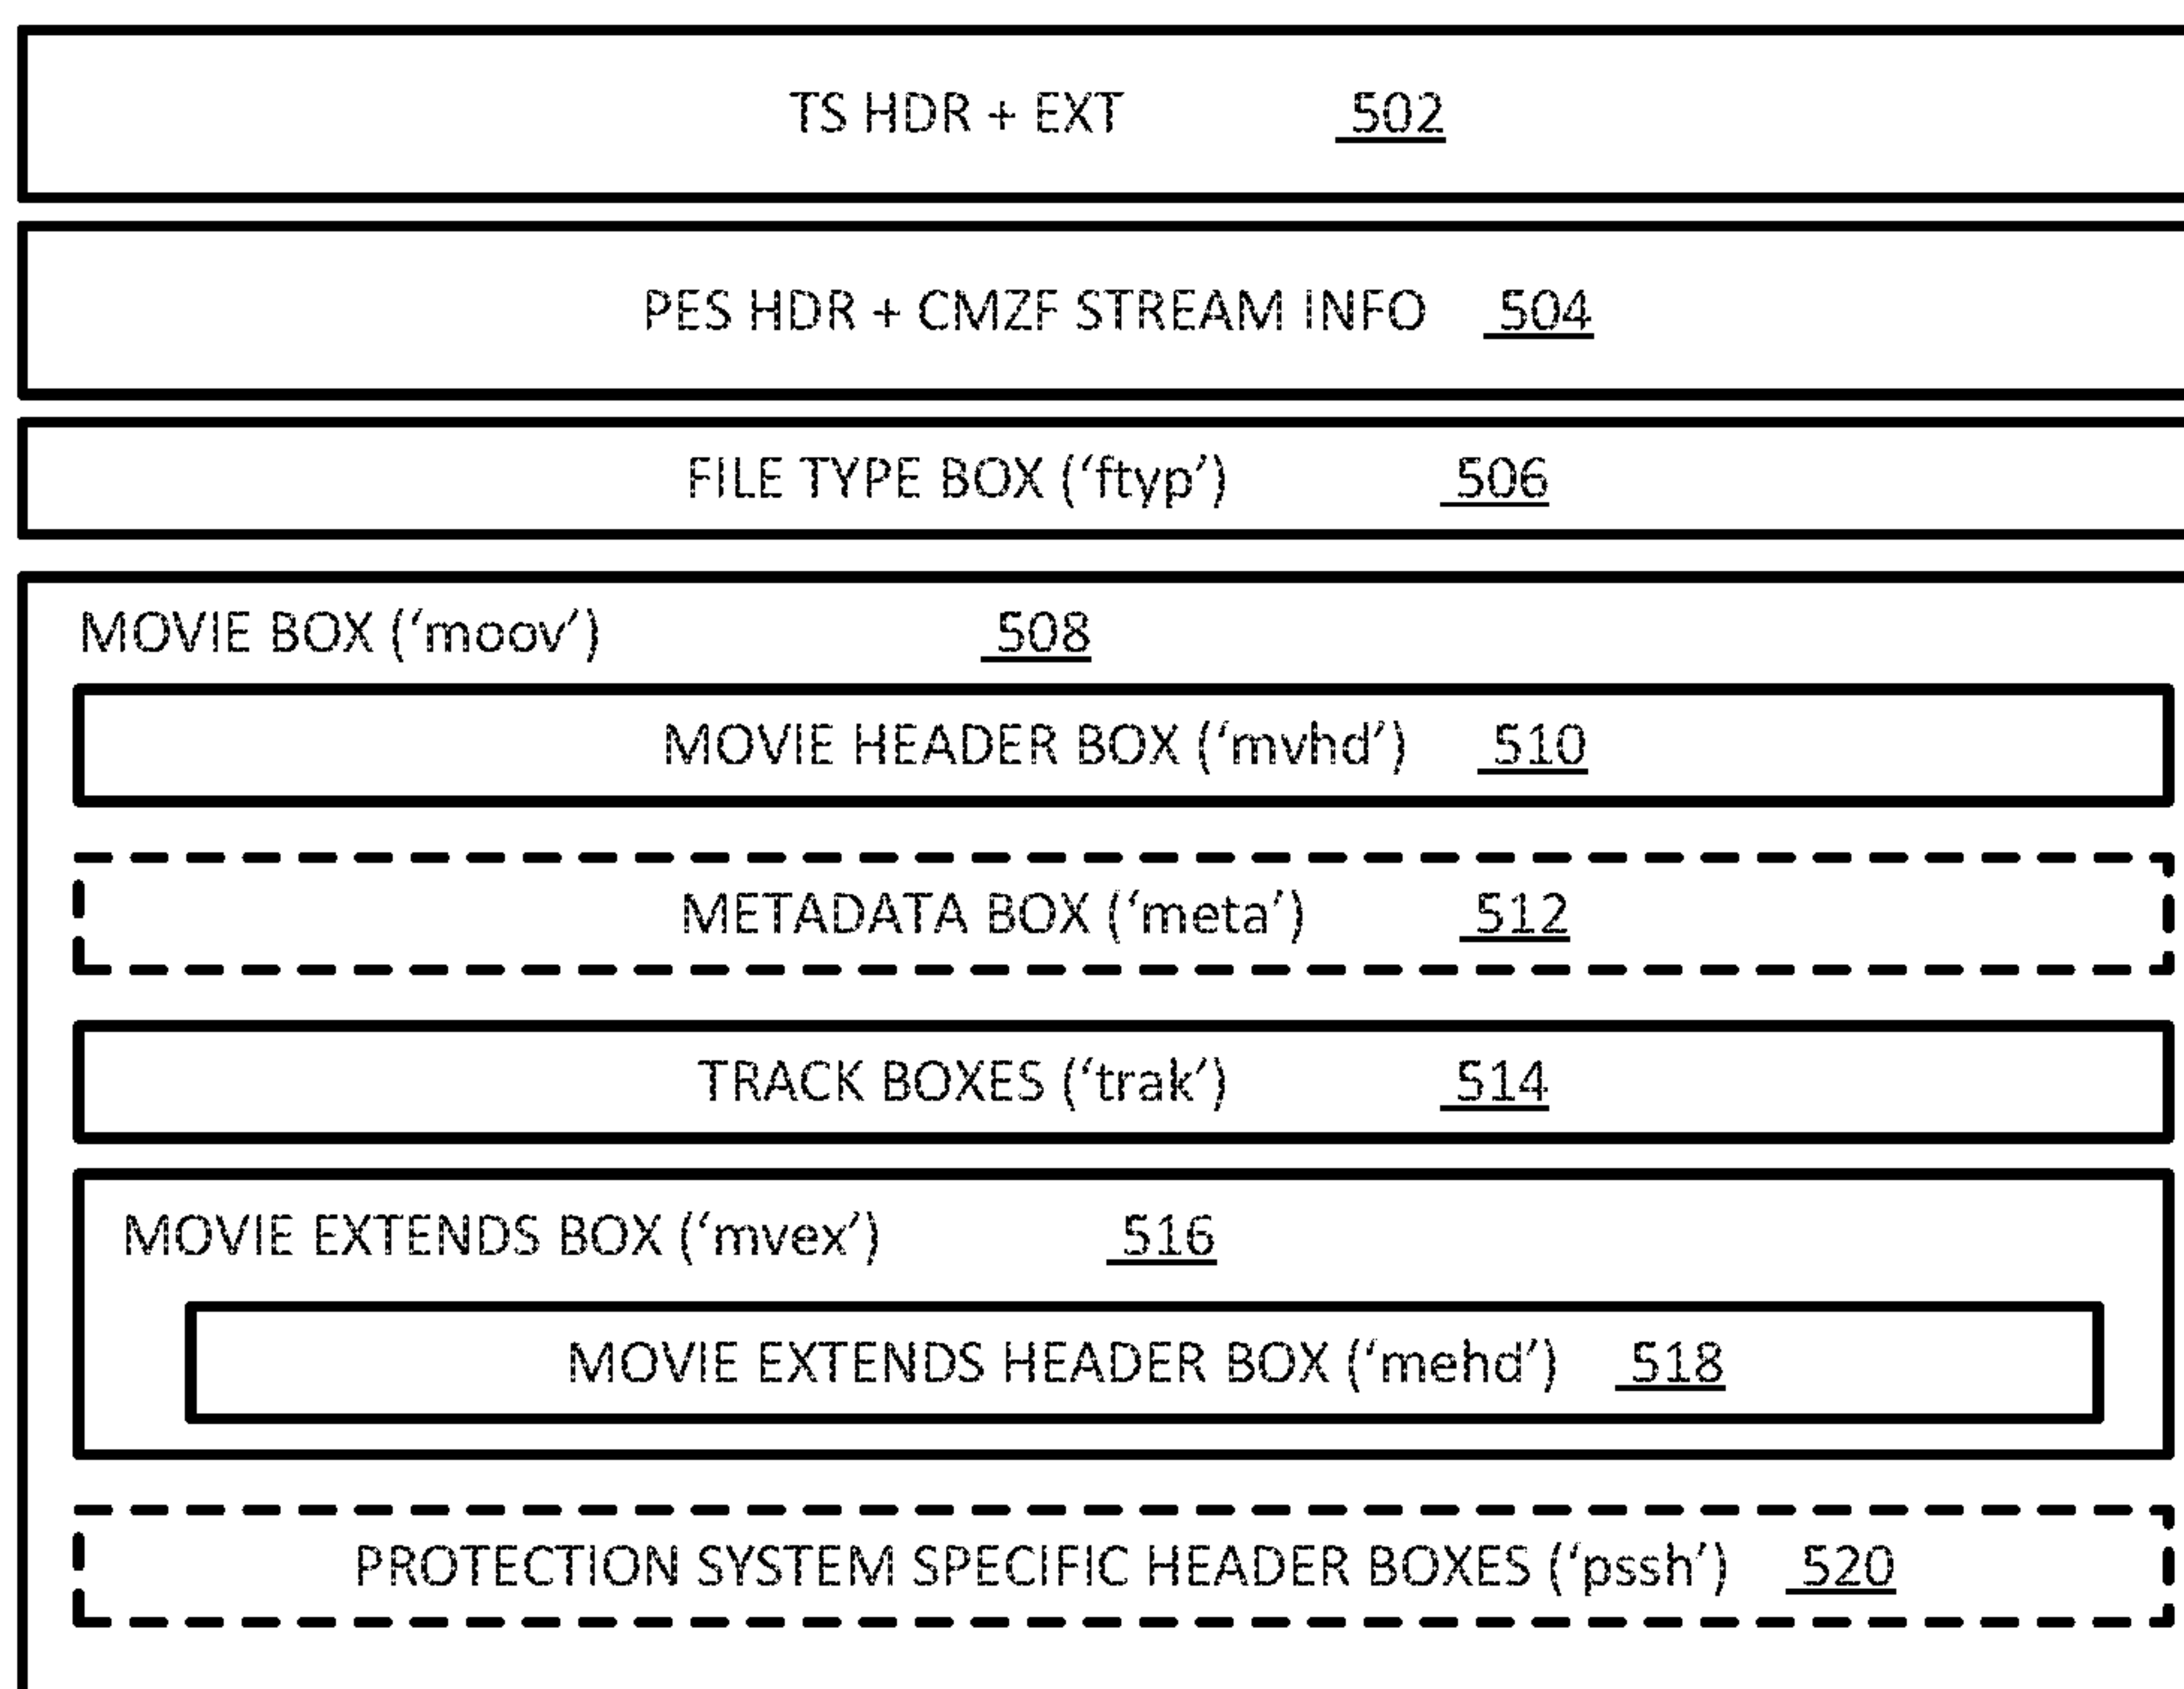 TS HDR + EXT 502
PES HDR + CMZF STREAM INFO 504
FILE TYPE BOX (‘ftyp’) 506
MOVIE BOX (‘moov’) 508
MOVIE HEADER BOX (‘mvhd’) 510
METADATA BOX (‘meta’) 512
TRACK BOXES (‘trak’) 514
MOVIE EXTENDS BOX (‘mvex’) 516
MOVIE EXTENDS HEADER BOX (‘mehd’) 518
PROTECTION SYSTEM SPECIFIC HEADER BOXES (‘pssh’) 520